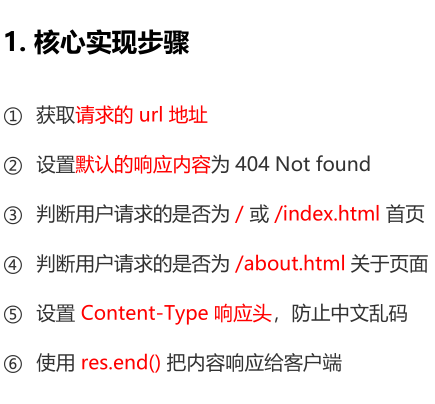 1. 核心实现步骤
① 获取请求的 url 地址
② 设置默认的响应内容为 404 Not found
③ 判断用户请求的是否为 / 或 /index.html 首页
④ 判断用户请求的是否为 /about.html 关于页面
⑤ 设置 Content-Type 响应头，防止中文乱码
⑥ 使用 res.end() 把内容响应给客户端